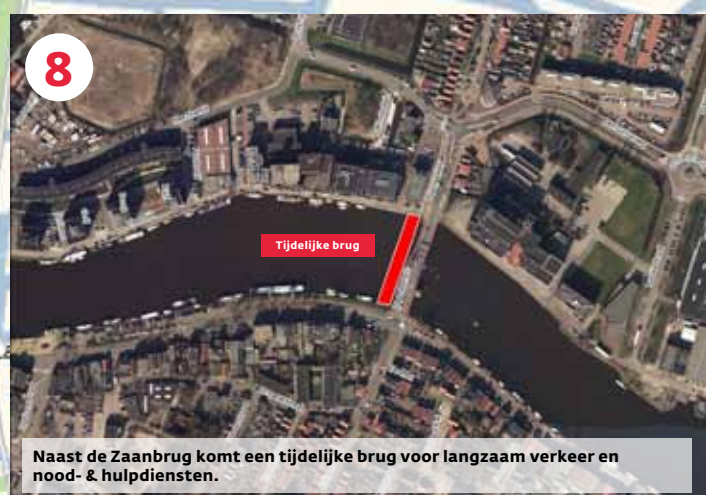 8
Tijdelijke brug
Naast de Zaanbrug komt een tijdelijke brug voor langzaam verkeer en
nood- & hulpdiensten.